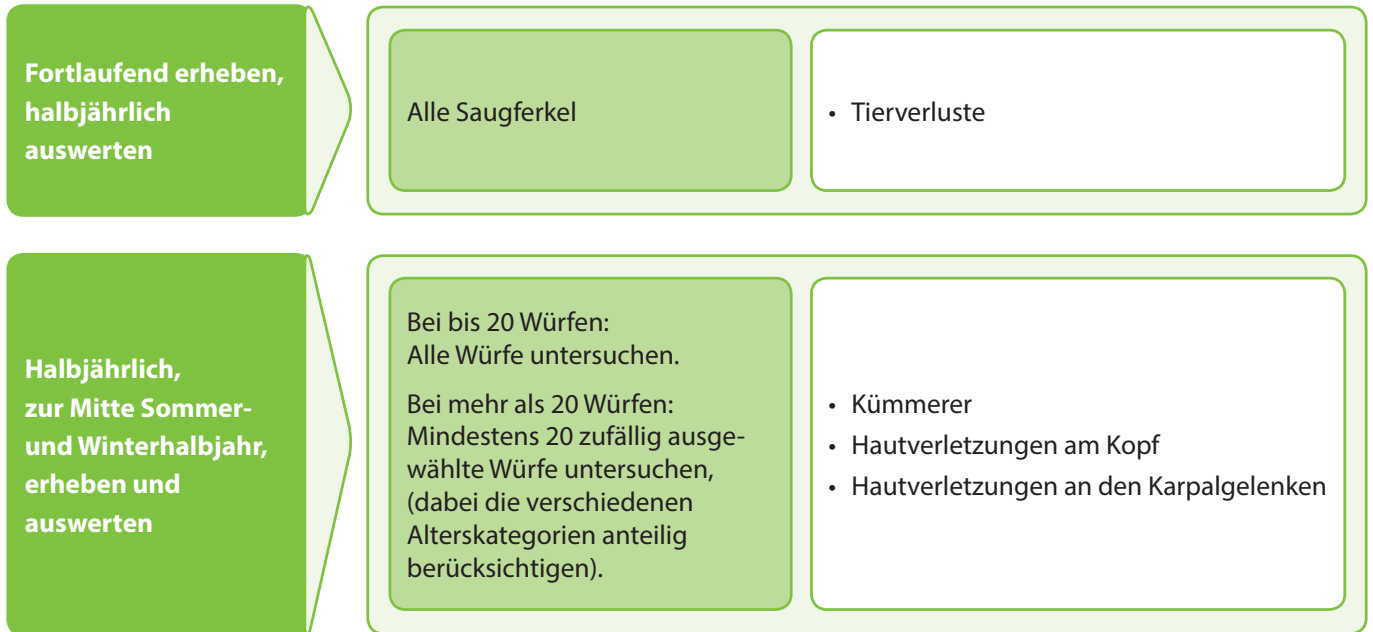 Fortlaufend erheben,
halbjährlich
auswerten
Alle Saugferkel
• Tierverluste
Halbjährlich,
zur Mitte Sommer-
und Winterhalbjahr,
erheben und
auswerten
Bei bis 20 Würfen:
Alle Würfe untersuchen.
Bei mehr als 20 Würfen:
Mindestens 20 zufällig ausge-
wählte Würfe untersuchen,
(dabei die verschiedenen
Alterskategorien anteilig
berücksichtigen).
• Kümmerer
• Hautverletzungen am Kopf
• Hautverletzungen an den Karpalgelenken